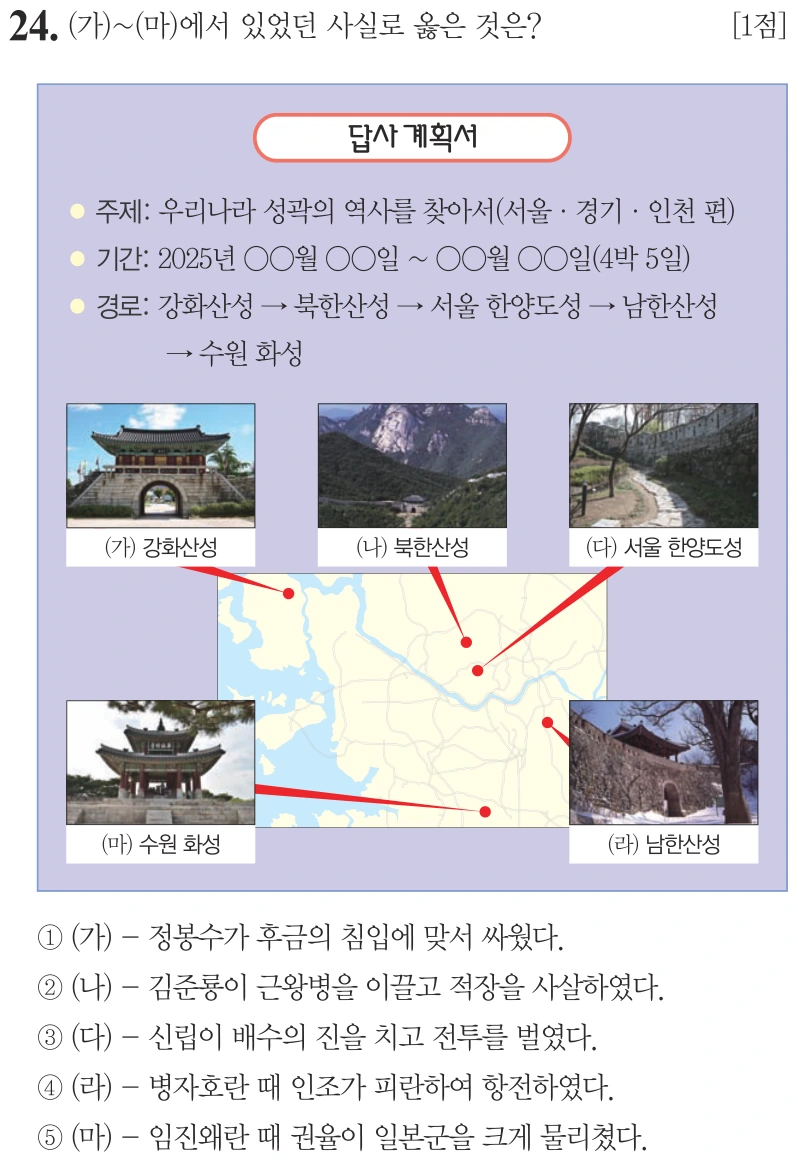 24. (가)~(마)에서 있었던 사실로 옳은 것은? [1점]
답사 계획서
주제: 우리나라 성곽의 역사를 찾아서(서울 · 경기 · 인천 편)
기간: 2025년 ○○월 ○○일 ~ ○○월 ○○일(4박 5일)
경로: 강화산성 → 북한산성 → 서울 한양도성 → 남한산성
→ 수원 화성
(가) 강화산성
(나) 북한산성
(다) 서울 한양도성
(마) 수원 화성
(라) 남한산성
① (가) – 정봉수가 후금의 침입에 맞서 싸웠다.
② (나) – 김준룡이 근왕병을 이끌고 적장을 사살하였다.
③ (다) – 신립이 배수의 진을 치고 전투를 벌였다.
④ (라) – 병자호란 때 인조가 피란하여 항전하였다.
⑤ (마) – 임진왜란 때 권율이 일본군을 크게 물리쳤다.